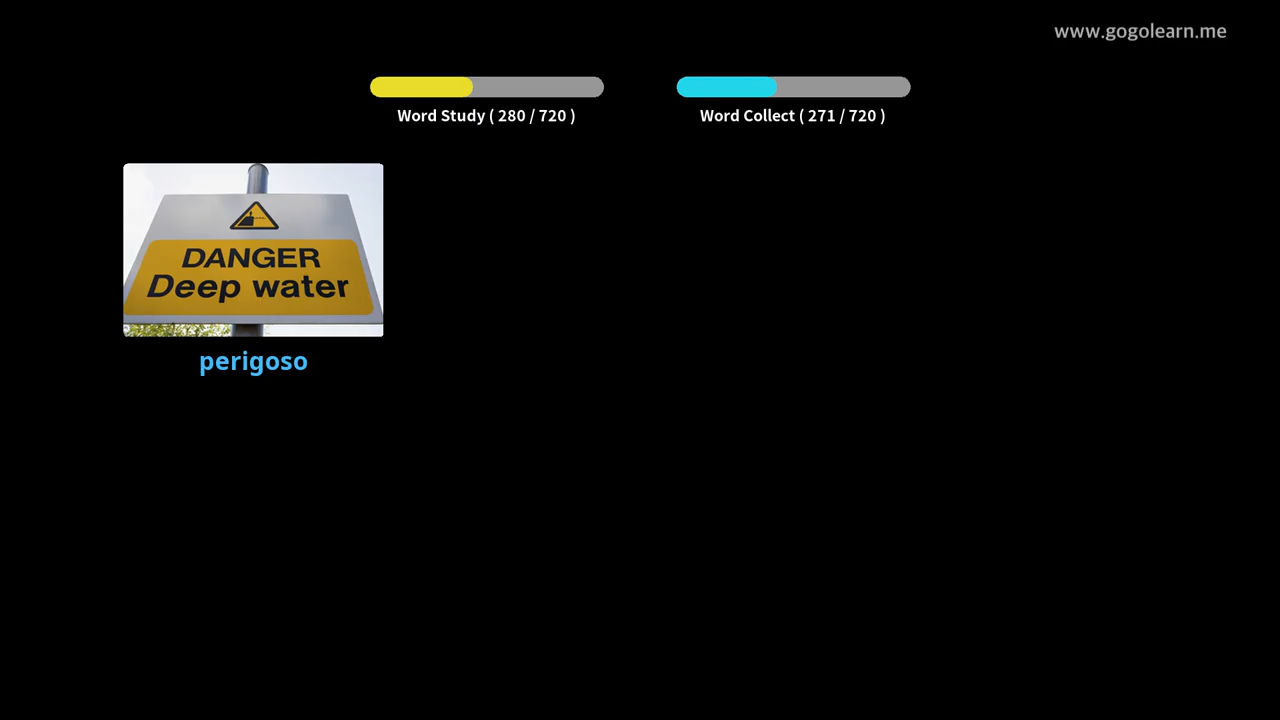 www.gogolearn.me
Word Study ( 280 / 720 )
Word Collect ( 271 / 720 )
DANGER
Deep water
perigoso